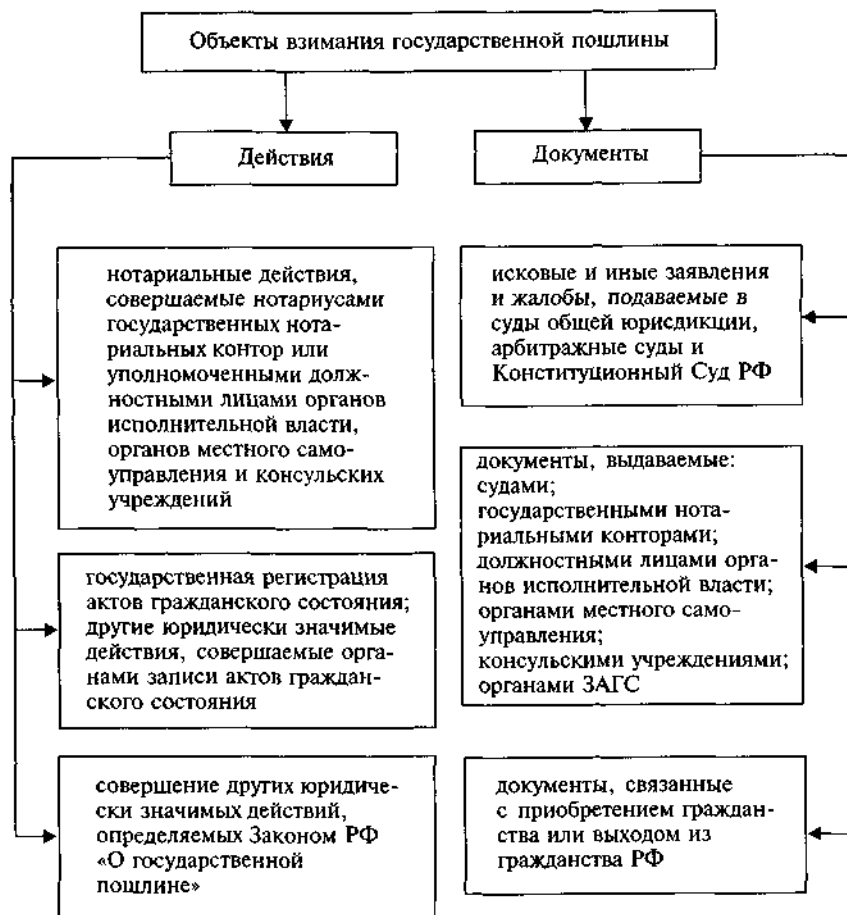 Объекты взимания государственной пошлины
Действия
Документы
нотариальные действия,
совершаемые нотариусами
государственных нота-
риальных контор или
уполномоченными долж-
ностными лицами органов
исполнительной власти,
органов местного само-
управления и консульских
учреждений
государственная регистрация
актов гражданского состояния;
другие юридически значимые
действия, совершаемые орга-
нами записи актов граждан-
ского состояния
совершение других юридиче-
ски значимых действий,
определяемых Законом РФ
«О государственной
пошлине»
исковые и иные заявления
и жалобы, подаваемые в
суды общей юрисдикции,
арбитражные суды и
Конституционный Суд РФ
документы, выдаваемые:
судами;
государственными нота-
риальными конторами;
должностными лицами орга-
нов исполнительной власти;
органами местного само-
управления;
консульскими учреждениями;
органами ЗАГС
документы, связанные
с приобретением граждан-
ства или выходом из
гражданства РФ